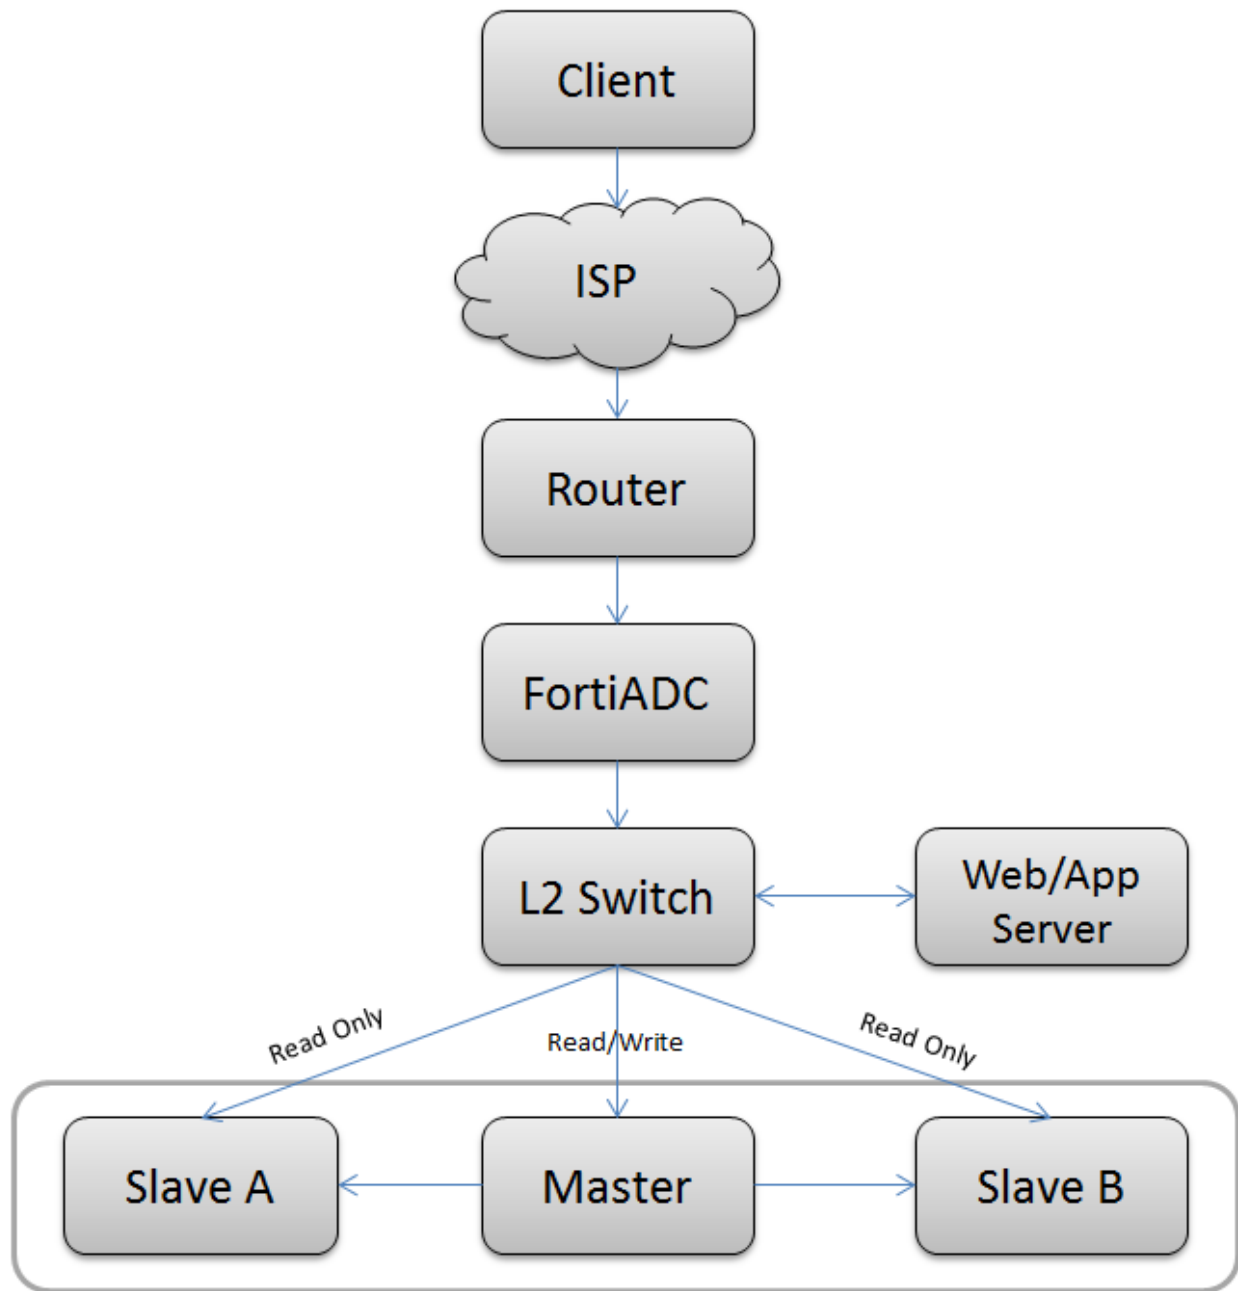 Client
ISP
Router
FortiADC
L2 Switch
Web/App
Server
Read Only
Read/Write
Read Only
Slave A
Master
Slave B